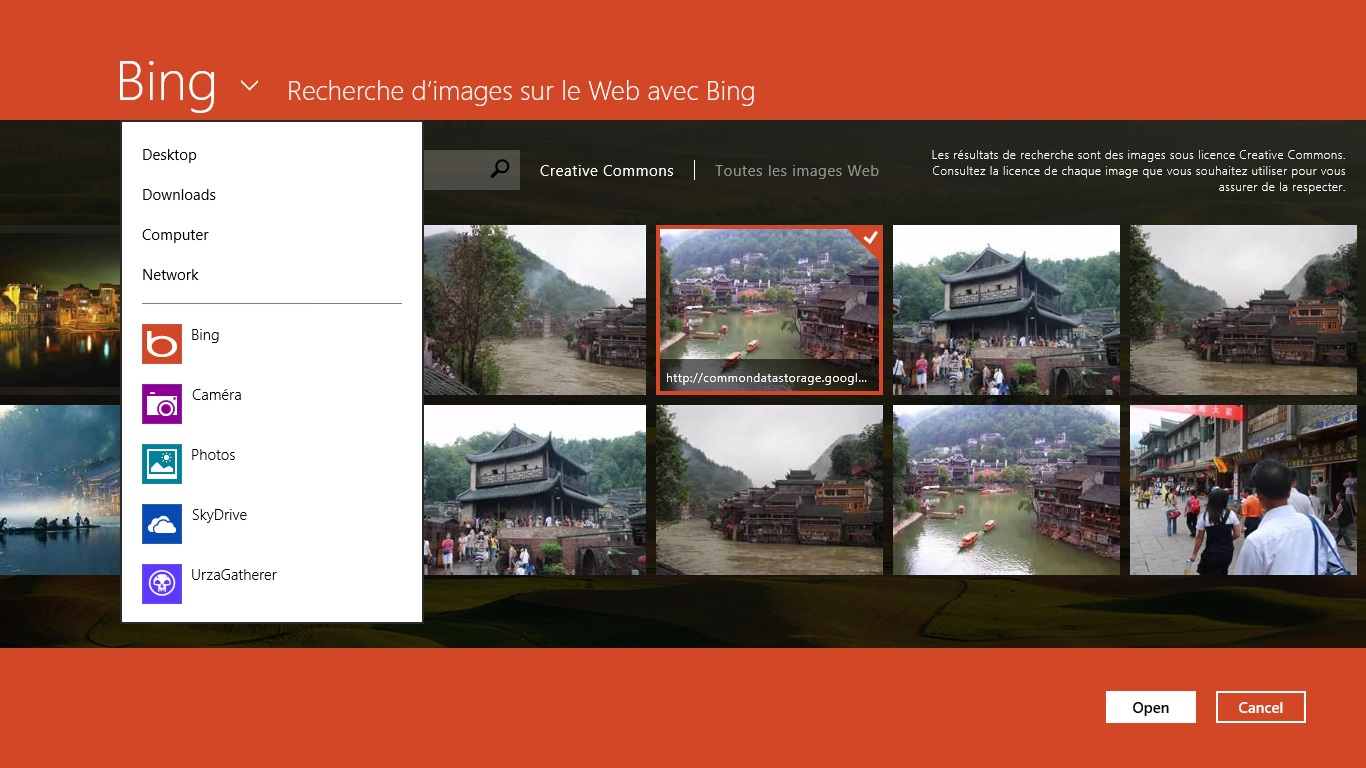 Bing
Recherche d’images sur le Web avec Bing
Desktop
Downloads
Computer
Network
Bing
Caméra
Photos
SkyDrive
UrzaGatherer
Creative Commons
Toutes les images Web
Les résultats de recherche sont des images sous licence Creative Commons.
Consultez la licence de chaque image que vous souhaitez utiliser pour vous
assurer de la respecter.
http://commondatastorage.googl...
Open
Cancel